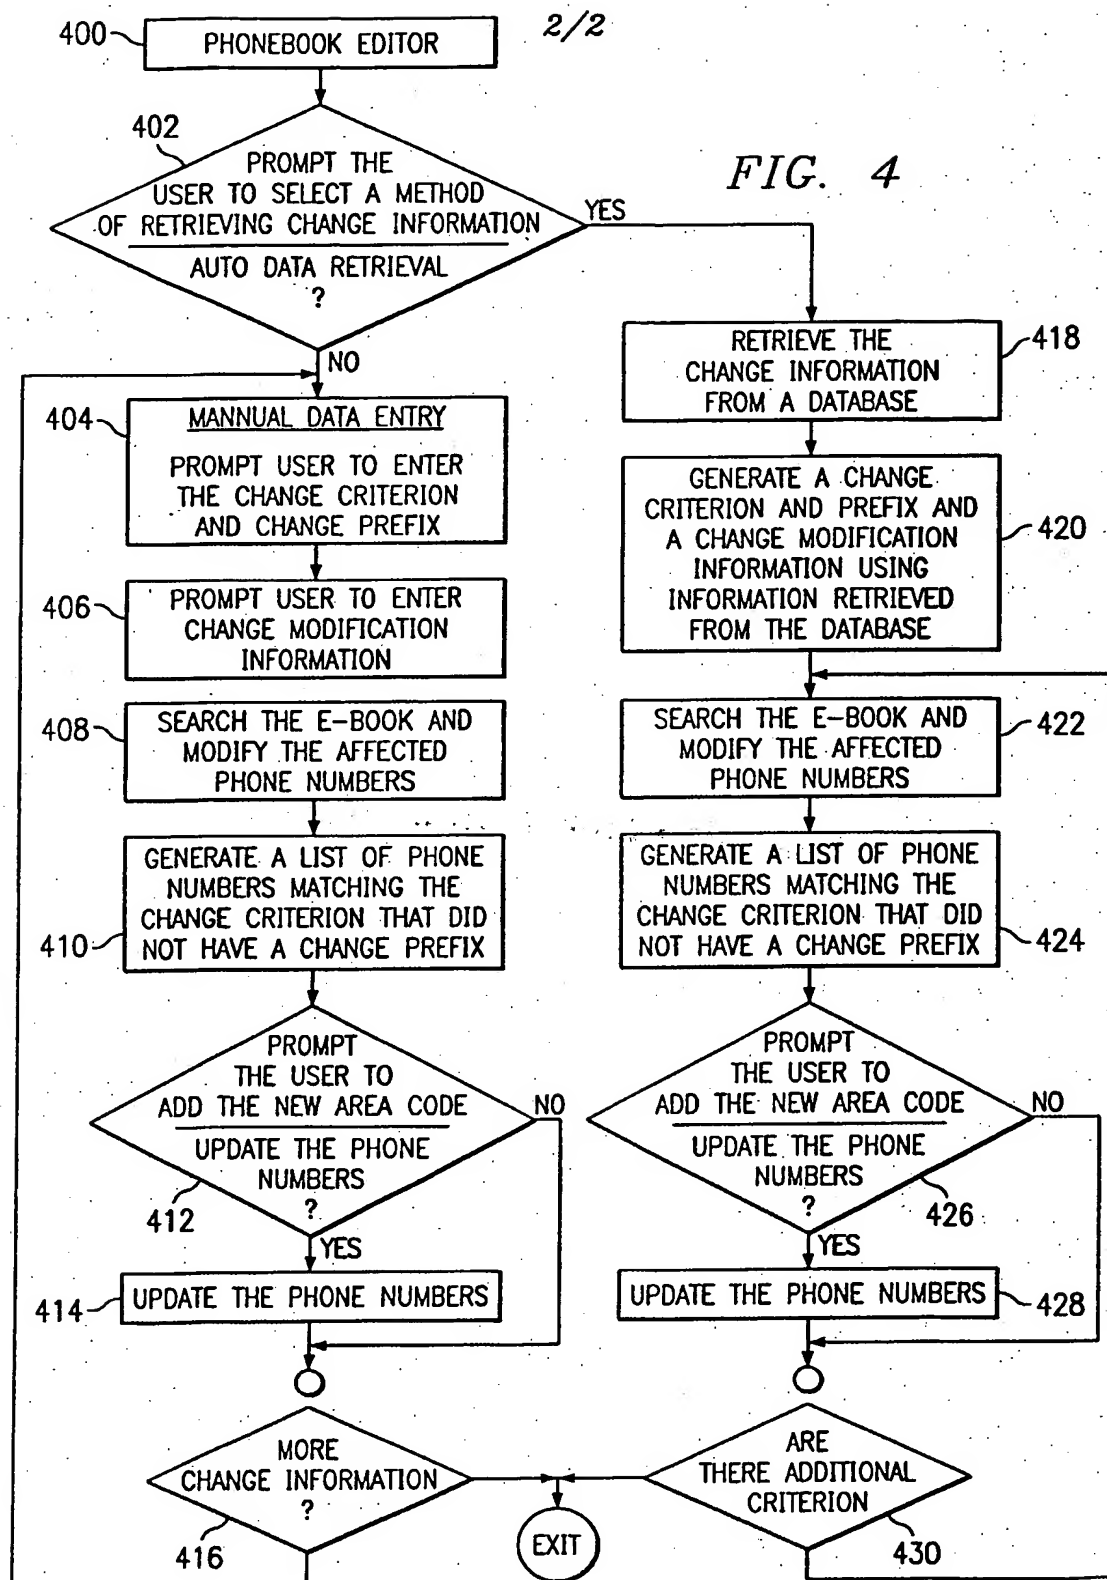 2/2
400
PHONEBOOK EDITOR
402
PROMPT THE
USER TO SELECT A METHOD
OF RETRIEVING CHANGE INFORMATION
AUTO DATA RETRIEVAL
?
YES
NO
FIG. 4
404
MANNUAL DATA ENTRY
PROMPT USER TO ENTER
THE CHANGE CRITERION
AND CHANGE PREFIX
406
PROMPT USER TO ENTER
CHANGE MODIFICATION
INFORMATION
408
SEARCH THE E-BOOK AND
MODIFY THE AFFECTED
PHONE NUMBERS
410
GENERATE A LIST OF PHONE
NUMBERS MATCHING THE
CHANGE CRITERION THAT DID
NOT HAVE A CHANGE PREFIX
PROMPT
THE USER TO
ADD THE NEW AREA CODE
UPDATE THE PHONE
NUMBERS
?
412
NO
YES
414
UPDATE THE PHONE NUMBERS
MORE
CHANGE INFORMATION
?
416
RETRIEVE THE
CHANGE INFORMATION
FROM A DATABASE
418
GENERATE A CHANGE
CRITERION AND PREFIX AND
A CHANGE MODIFICATION
INFORMATION USING
INFORMATION RETRIEVED
FROM THE DATABASE
420
SEARCH THE E-BOOK AND
MODIFY THE AFFECTED
PHONE NUMBERS
422
GENERATE A LIST OF PHONE
NUMBERS MATCHING THE
CHANGE CRITERION THAT DID
NOT HAVE A CHANGE PREFIX
424
PROMPT
THE USER TO
ADD THE NEW AREA CODE
UPDATE THE PHONE
NUMBERS
?
426
NO
YES
UPDATE THE PHONE NUMBERS
428
ARE
THERE ADDITIONAL
CRITERION
430
EXIT